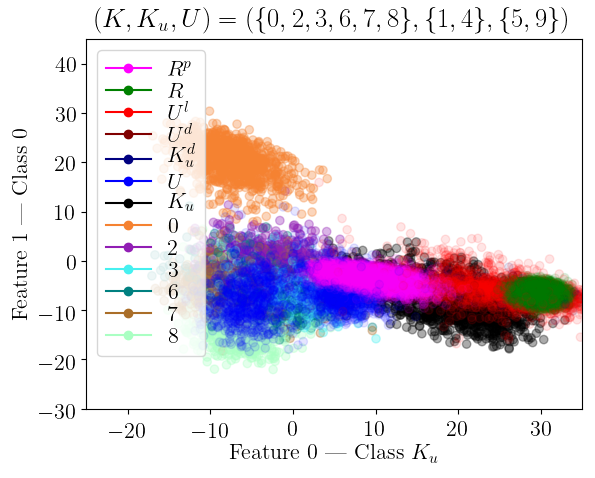 (K, K_u, U) = ({0, 2, 3, 6, 7, 8}, {1, 4}, {5, 9})
40
30
20
10
0
−10
−20
−30
Feature 1 — Class 0
R^p
R
U^l
U^d
K_u^d
U
K_u
0
2
3
6
7
8
−20
−10
0
10
20
30
Feature 0 — Class K_u